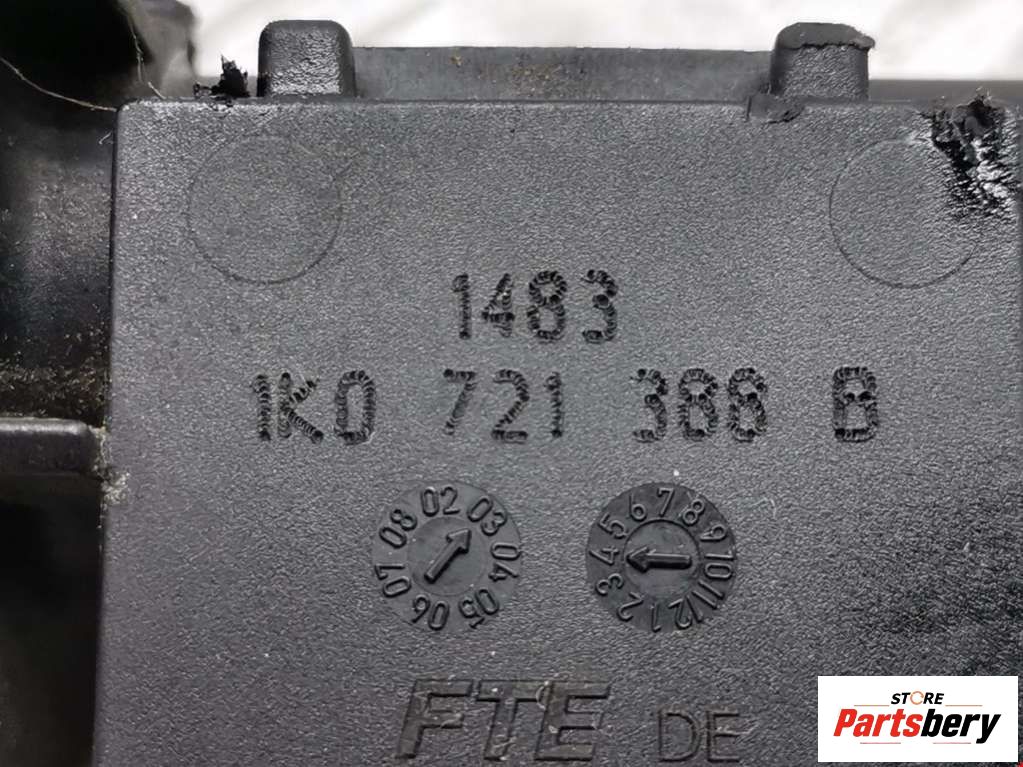 1483
1K0 721 388 B
02 03 04 05 06 07 08
1 2 3 4 5 6 7 8 9 10 11 12
FTE DE
STORE
Partsbery